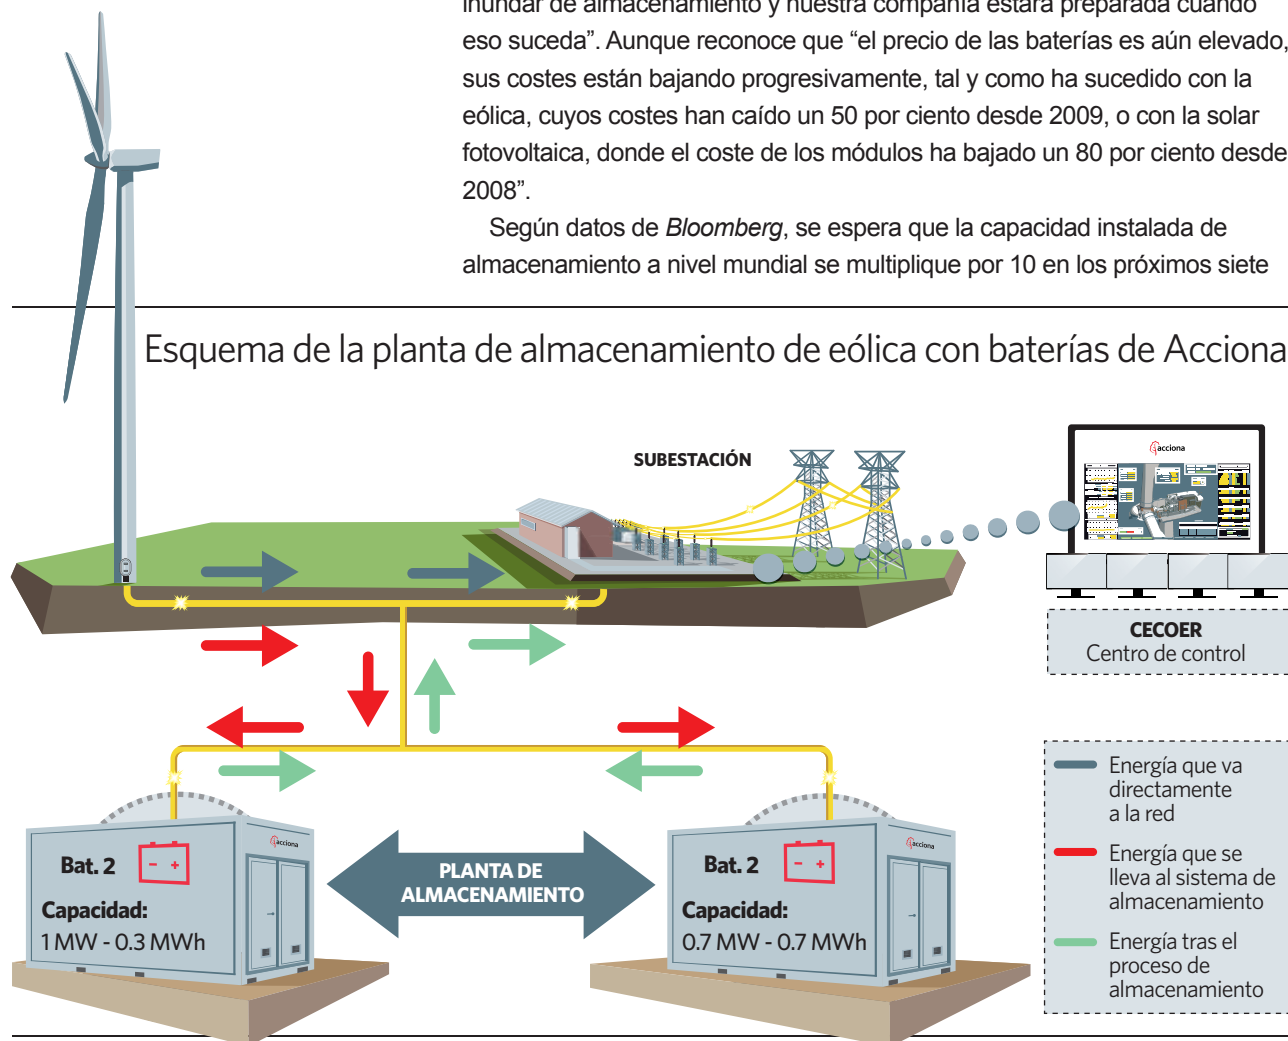 inundar de almacenamiento y nuestra compañía estará preparada cuando
eso suceda”. Aunque reconoce que “el precio de las baterías es aún elevado,
sus costes están bajando progresivamente, tal y como ha sucedido con la
eólica, cuyos costes han caído un 50 por ciento desde 2009, o con la solar
fotovoltaica, donde el coste de los módulos ha bajado un 80 por ciento desde
2008”.
Según datos de Bloomberg, se espera que la capacidad instalada de
almacenamiento a nivel mundial se multiplique por 10 en los próximos siete
Esquema de la planta de almacenamiento de eólica con baterías de Acciona
SUBESTACIÓN
acciona
CECOER
Centro de control
Energía que va
directamente
a la red
Energía que se
lleva al sistema de
almacenamiento
Energía tras el
proceso de
almacenamiento
acciona
Bat. 2
- +
Capacidad:
1 MW - 0.3 MWh
PLANTA DE
ALMACENAMIENTO
acciona
Bat. 2
- +
Capacidad:
0.7 MW - 0.7 MWh